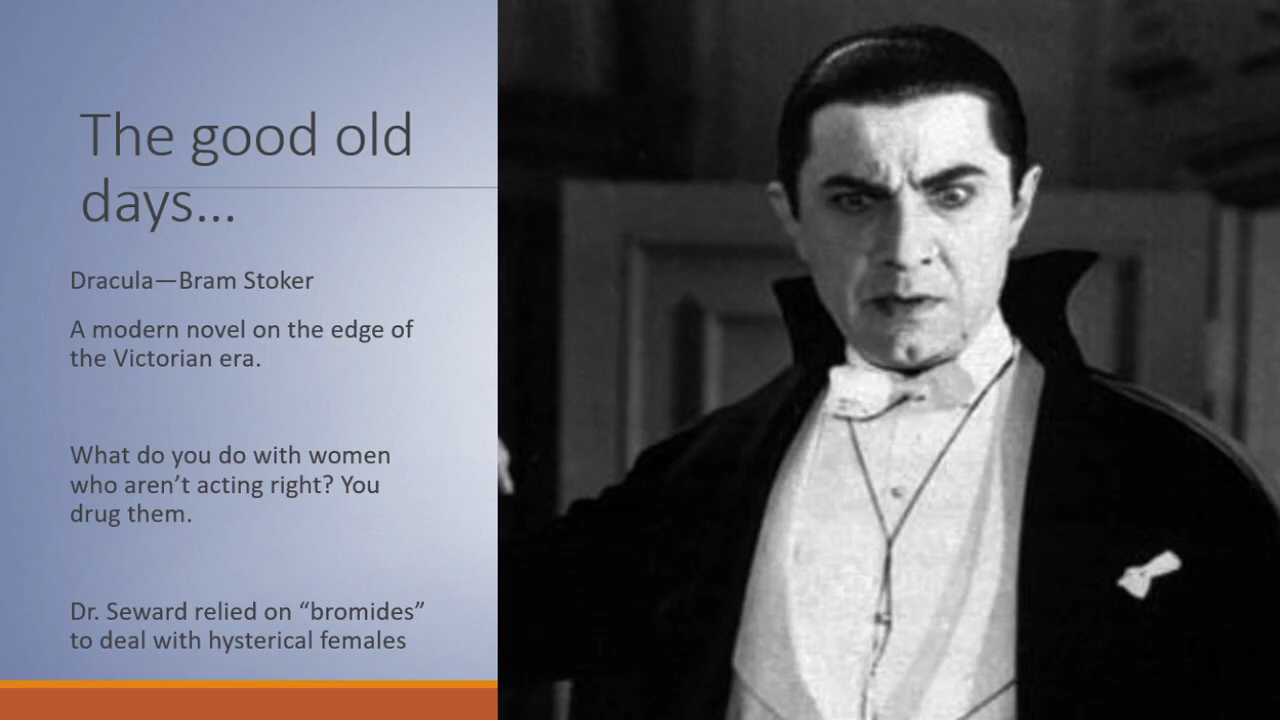 The good old
days…
Dracula—Bram Stoker
A modern novel on the edge of
the Victorian era.
What do you do with women
who aren’t acting right? You
drug them.
Dr. Seward relied on “bromides”
to deal with hysterical females